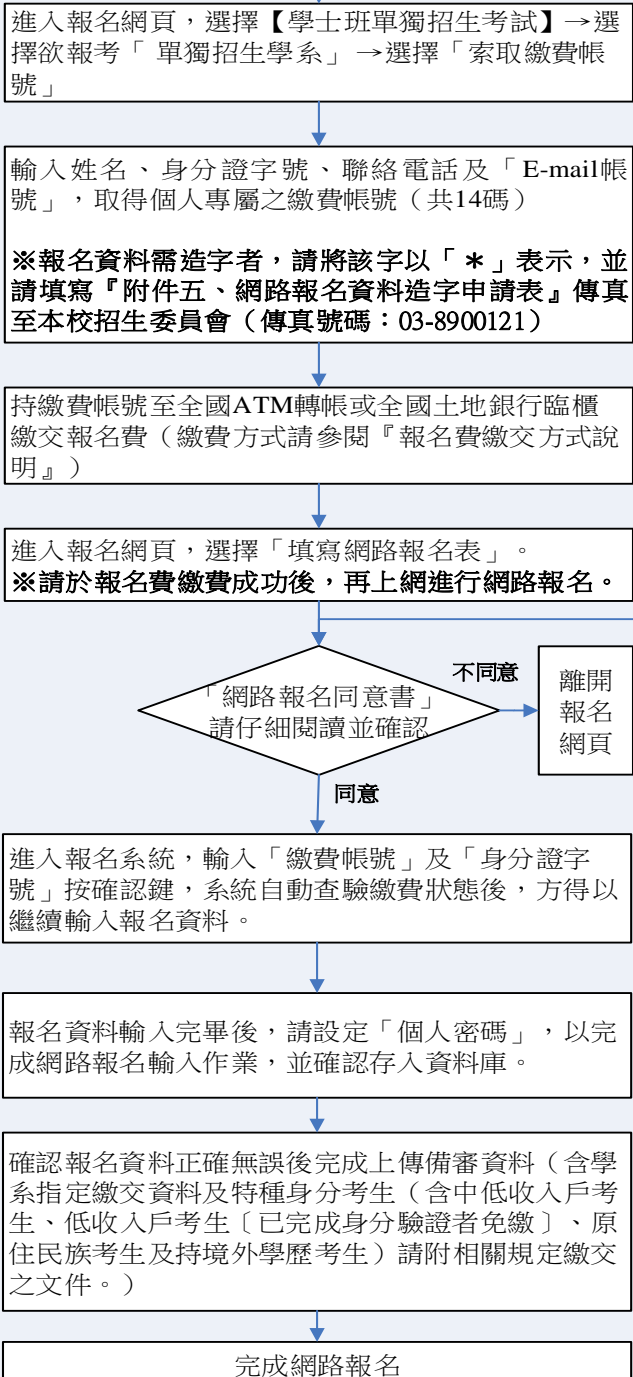 進入報名網頁，選擇【學士班單獨招生考試】→選
擇欲報考「 單獨招生學系」→選擇「索取繳費帳
號」
輸入姓名、身分證字號、聯絡電話及「E-mail帳
號」，取得個人專屬之繳費帳號（共14碼）
※報名資料需造字者，請將該字以「＊」表示，並
請填寫『附件五、網路報名資料造字申請表』傳真
至本校招生委員會（傳真號碼：03-8900121）
持繳費帳號至全國ATM轉帳或全國土地銀行臨櫃
繳交報名費（繳費方式請參閱『報名費繳交方式說
明』）
進入報名網頁，選擇「填寫網路報名表」。
※請於報名費繳費成功後，再上網進行網路報名。
「網路報名同意書」
請仔細閱讀並確認
不同意
離開
報名
網頁
同意
進入報名系統，輸入「繳費帳號」及「身分證字
號」按確認鍵，系統自動查驗繳費狀態後，方得以
繼續輸入報名資料。
報名資料輸入完畢後，請設定「個人密碼」，以完
成網路報名輸入作業，並確認存入資料庫。
確認報名資料正確無誤後完成上傳備審資料（含學
系指定繳交資料及特種身分考生（含中低收入戶考
生、低收入戶考生〔已完成身分驗證者免繳〕、原
住民族考生及持境外學歷考生）請附相關規定繳交
之文件。）
完成網路報名